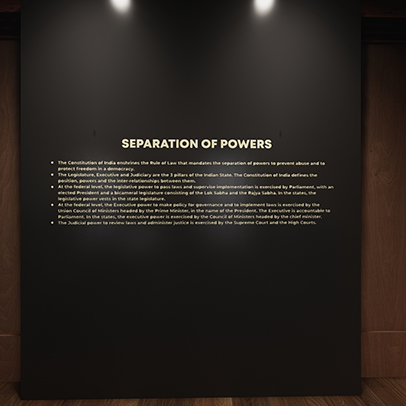 SEPARATION OF POWERS
• The Constitution of India enshrines the Rule of Law that mandates the separation of powers to prevent abuse and to
protect freedom in a democracy.
• The Legislature, Executive and Judiciary are the 3 pillars of the Indian State. The Constitution of India defines the
position, powers and the inter-relationships between them.
• At the federal level, the legislative power to pass laws and supervise implementation is exercised by Parliament, with an
elected President and a bicameral legislature consisting of the Lok Sabha and the Rajya Sabha. In the states, the
legislative power vests in the state legislature.
• At the federal level, the Executive power to make policy for governance and to implement laws is exercised by the
Union Council of Ministers headed by the Prime Minister, in the name of the President. The Executive is accountable to
Parliament. In the states, the executive power is exercised by the Council of Ministers headed by the chief minister.
• The Judicial power to review laws and administer justice is exercised by the Supreme Court and the High Courts.